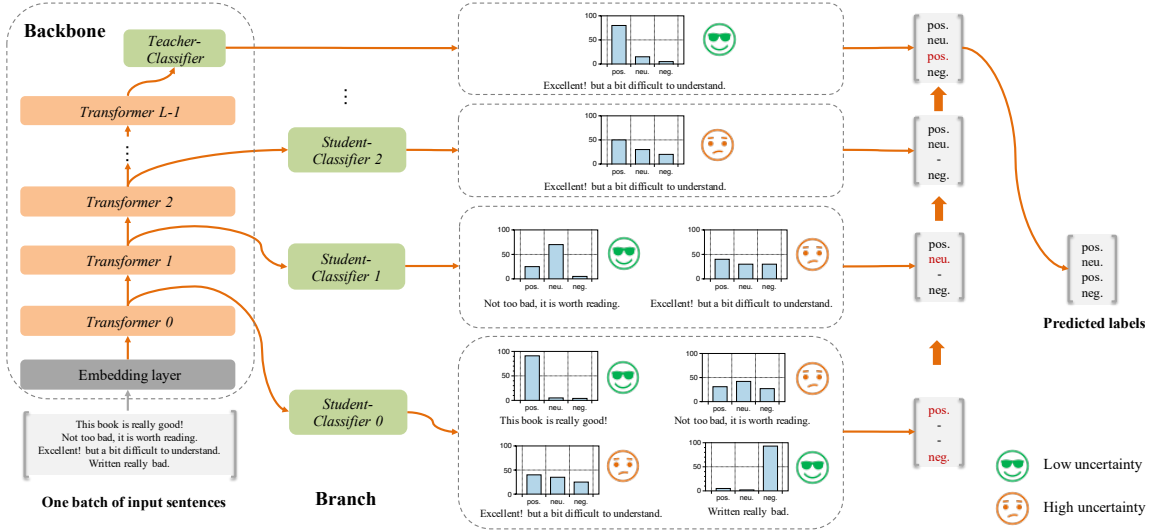 Backbone
Teacher-
Classifier
Transformer L-1
...
Transformer 2
Transformer 1
Transformer 0
Embedding layer
This book is really good!
Not too bad, it is worth reading.
Excellent! but a bit difficult to understand.
Written really bad.
One batch of input sentences
...
Student-
Classifier 2
Student-
Classifier 1
Student-
Classifier 0
Branch
100
50
0
pos. neu. neg.
Excellent! but a bit difficult to understand.
100
50
0
pos. neu. neg.
Excellent! but a bit difficult to understand.
100
50
0
pos. neu. neg.
Not too bad, it is worth reading.
100
50
0
pos. neu. neg.
Excellent! but a bit difficult to understand.
100
50
0
pos. neu. neg.
This book is really good!
100
50
0
pos. neu. neg.
Not too bad, it is worth reading.
100
50
0
pos. neu. neg.
Excellent! but a bit difficult to understand.
100
50
0
pos. neu. neg.
Written really bad.
pos.
neu.
pos.
neg.
pos.
neu.
-
neg.
pos.
neu.
-
neg.
pos.
-
-
neg.
pos.
neu.
pos.
neg.
Predicted labels
Low uncertainty
High uncertainty